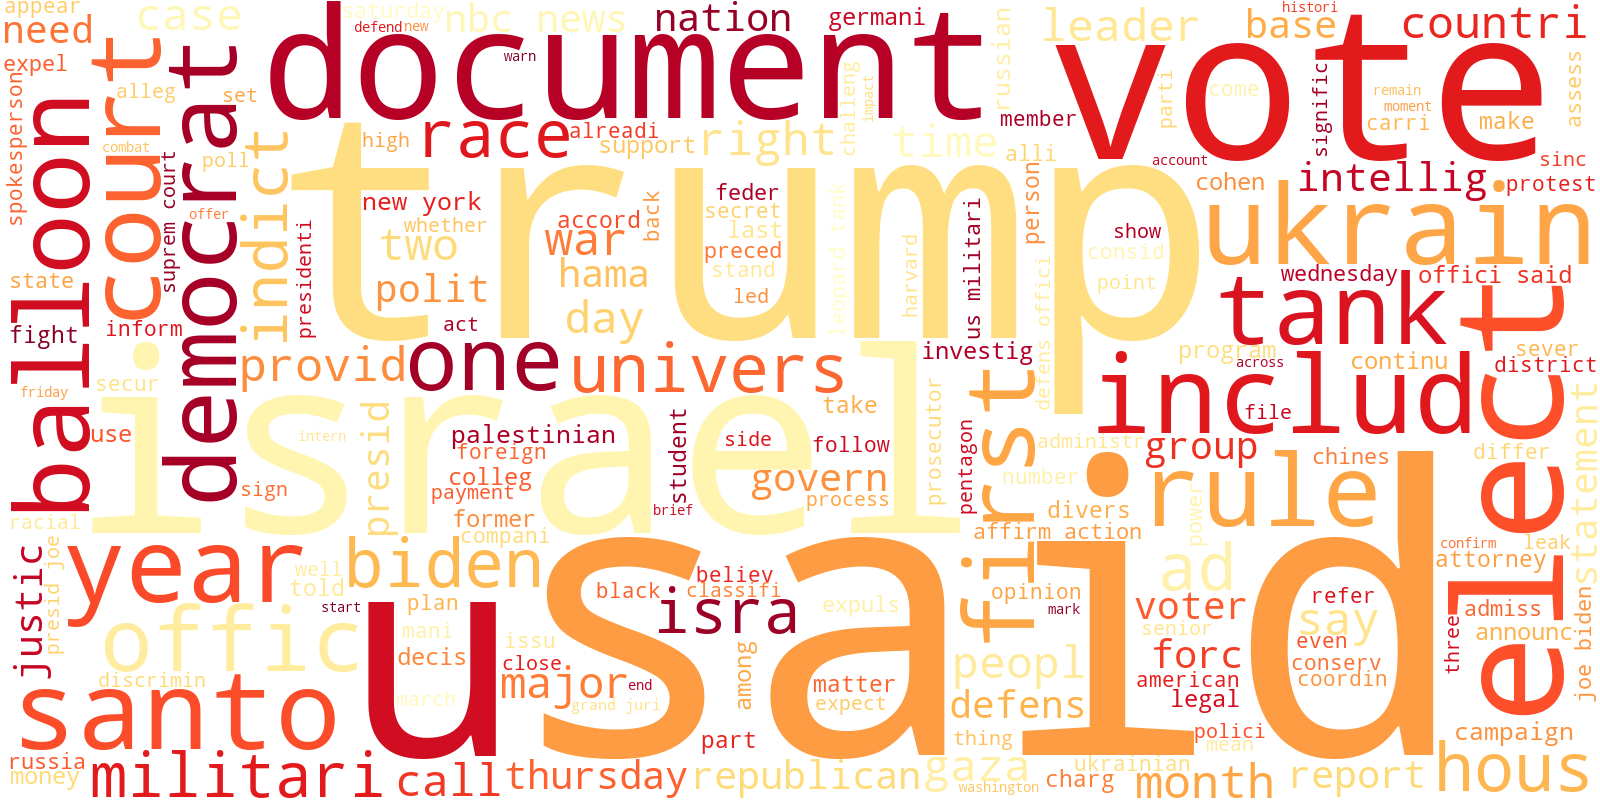 appear
need
expel
case
saturday
nbc news
defend
new
document
warn
nation
germani
leader
base
histori
countri
vote
balloon
court
democrat
alleg
set
combat
poll
spokesperson
indict
suprem court
offer
presidenti
high
race
alreadi
support
right
challeng
impact
time
russian
member
alli
parti
come
signific
remain
moment
carri
make
assess
sinc
protest
account
cohen
intellig
ukrain
trump
new york
whether
two
polit
accord
war
hama
day
back
feder
secret
last
preced
stand
led
leopard tank
harvard
us militari
person
defens offici
show
consid
point
wednesday
offici said
tank
state
fight
inform
act
secur
friday
use
provid
one
univers
investig
program
includ
continu
across
sever
district
file
elect
israel
intern
presid
palestinian
foreign
colleg
payment
sign
former
compani
student
brief
side
take
follow
govern
process
prosecutor
pentagon
first
administr
number
group
chines
differ
rule
divers
affirm action
power
statement
racial
justic
presid joe
year
well
told
biden
start
offic
discrimin
plan
mani
decis
march
santo
u
said
black
believ
classifi
isra
expuls
issu
close
end
major
grand juri
among
matter
expect
part
opinion
mark
peopl
defens
thing
ad
voter
senior
forc
american
legal
refer
say
even
conserv
coordin
polici
mean
confirm
leak
attorney
admiss
announc
three
joe biden
campaign
russia
money
militari
call
thursday
republican
gaza
washington
charg
ukrainian
month
report
hous